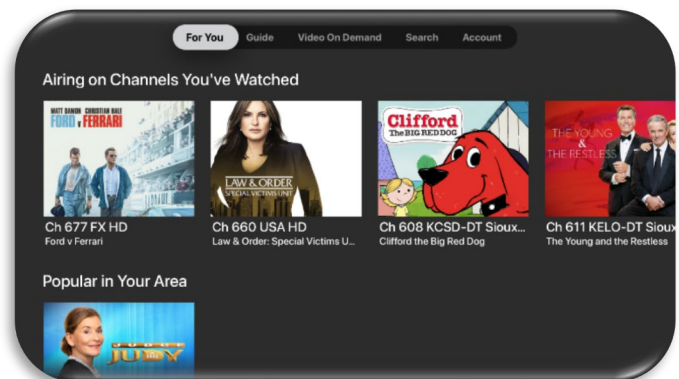 For You Guide Video On Demand Search Account
Airing on Channels You've Watched
MATT DAMON CHRISTIAN BALE
FORD v FERRARI
LAW & ORDER
SPECIAL VICTIMS UNIT
Clifford
THE BIG RED DOG
THE YOUNG
&
THE RESTLESS
Ch 677 FX HD
Ford v Ferrari
Ch 660 USA HD
Law & Order: Special Victims U...
Ch 608 KCSD-DT Sioux...
Clifford the Big Red Dog
Ch 611 KELO-DT Sioux
The Young and the Restless
Popular in Your Area
JUDGE
JUDY